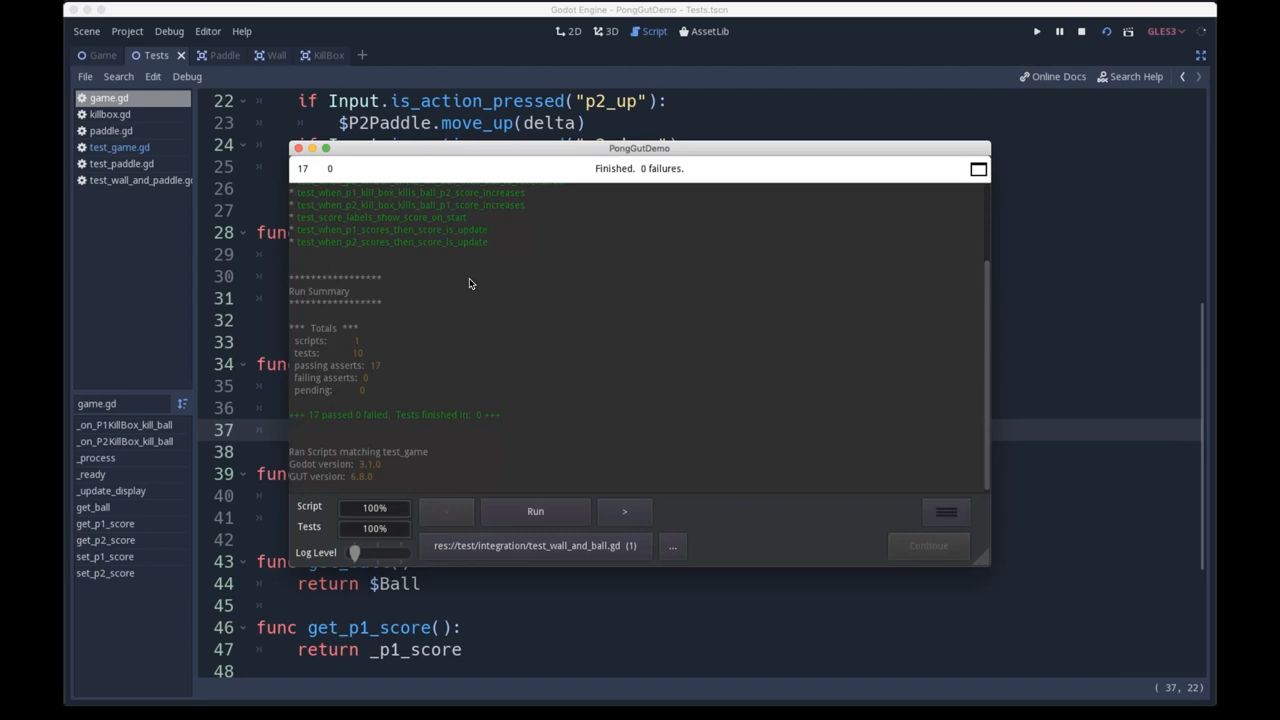 Godot Engine - PongGutDemo - Tests.tscn
Scene Project Debug Editor Help
2D 3D Script AssetLib
GLES3
Game Tests Paddle Wall KillBox
File Search Edit Debug
Online Docs Search Help
game.gd
killbox.gd
paddle.gd
test_game.gd
test_paddle.gd
test_wall_and_paddle.gd
game.gd
_on_P1KillBox_kill_ball
_on_P2KillBox_kill_ball
_process
_ready
_update_display
get_ball
get_p1_score
get_p2_score
set_p1_score
set_p2_score
22 if Input.is_action_pressed("p2_up"):
23 $P2Paddle.move_up(delta)
24
25
26
27
28 func
29
30
31
32
33
34 func
35
36
37
38
39 func
40
41
42
43 func
44 return $Ball
45
46 func get_p1_score():
47 return _p1_score
48
( 37, 22)
PongGutDemo
17 0 Finished. 0 failures.
* test_when_p1_kill_box_kills_ball_p2_score_increases
* test_when_p2_kill_box_kills_ball_p1_score_increases
* test_score_labels_show_score_on_start
* test_when_p1_scores_then_score_is_update
* test_when_p2_scores_then_score_is_update
*****************
Run Summary
*****************
*** Totals ***
scripts: 1
tests: 10
passing asserts: 17
failing asserts: 0
pending: 0
+++ 17 passed 0 failed. Tests finished in: 0 +++
Ran Scripts matching test_game
Godot version: 3.1.0
GUT version: 6.8.0
Script 100% < Run >
Tests 100%
Log Level res://test/integration/test_wall_and_ball.gd (1) ... Continue